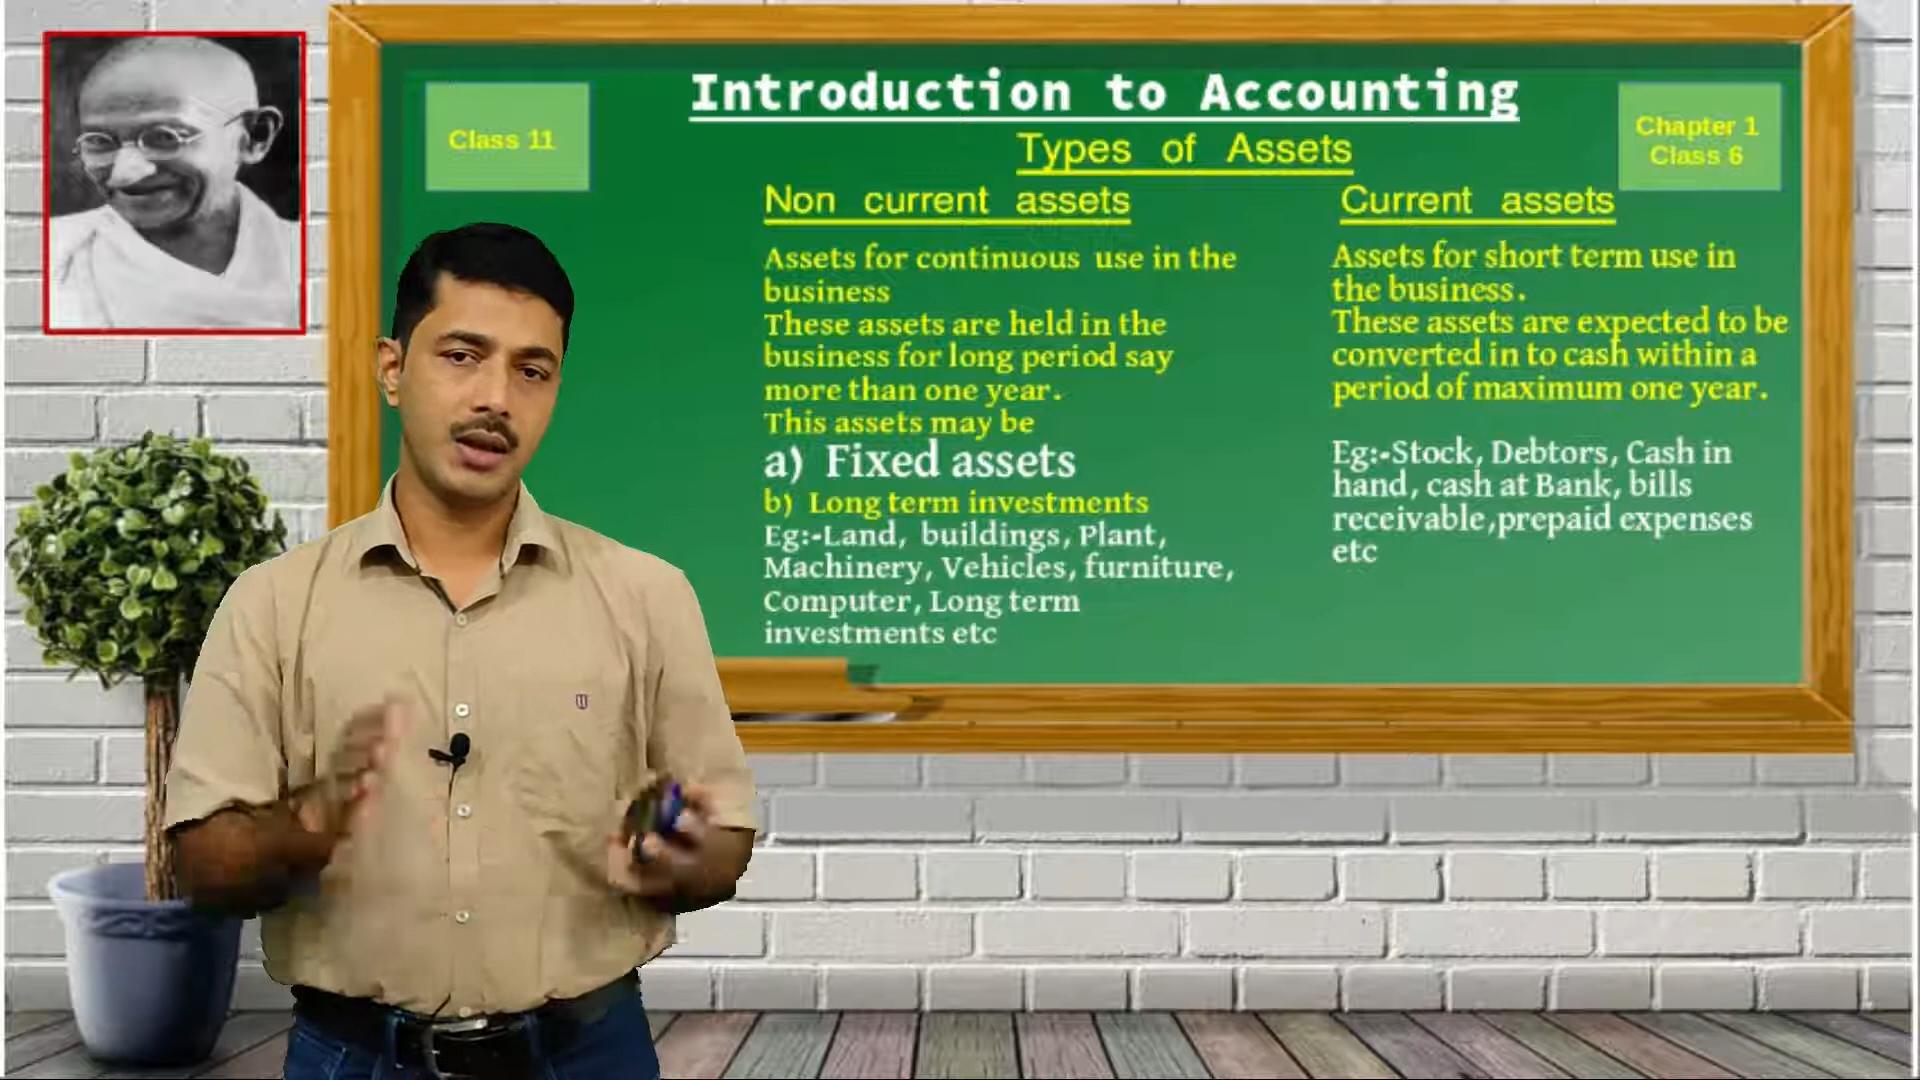 Introduction to Accounting
Class 11
Chapter 1
Class 6
Types of Assets
Non current assets
Assets for continuous use in the
business
These assets are held in the
business for long period say
more than one year.
This assets may be
a) Fixed assets
b) Long term investments
Eg:-Land, buildings, Plant,
Machinery, Vehicles, furniture,
Computer, Long term
investments etc
Current assets
Assets for short term use in
the business.
These assets are expected to be
converted in to cash within a
period of maximum one year.
Eg:-Stock, Debtors, Cash in
hand, cash at Bank, bills
receivable,prepaid expenses
etc